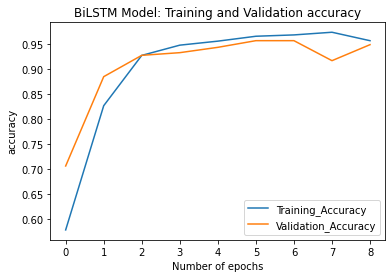 BiLSTM Model: Training and Validation accuracy
accuracy
0.95
0.90
0.85
0.80
0.75
0.70
0.65
0.60
Training_Accuracy
Validation_Accuracy
0 1 2 3 4 5 6 7 8
Number of epochs